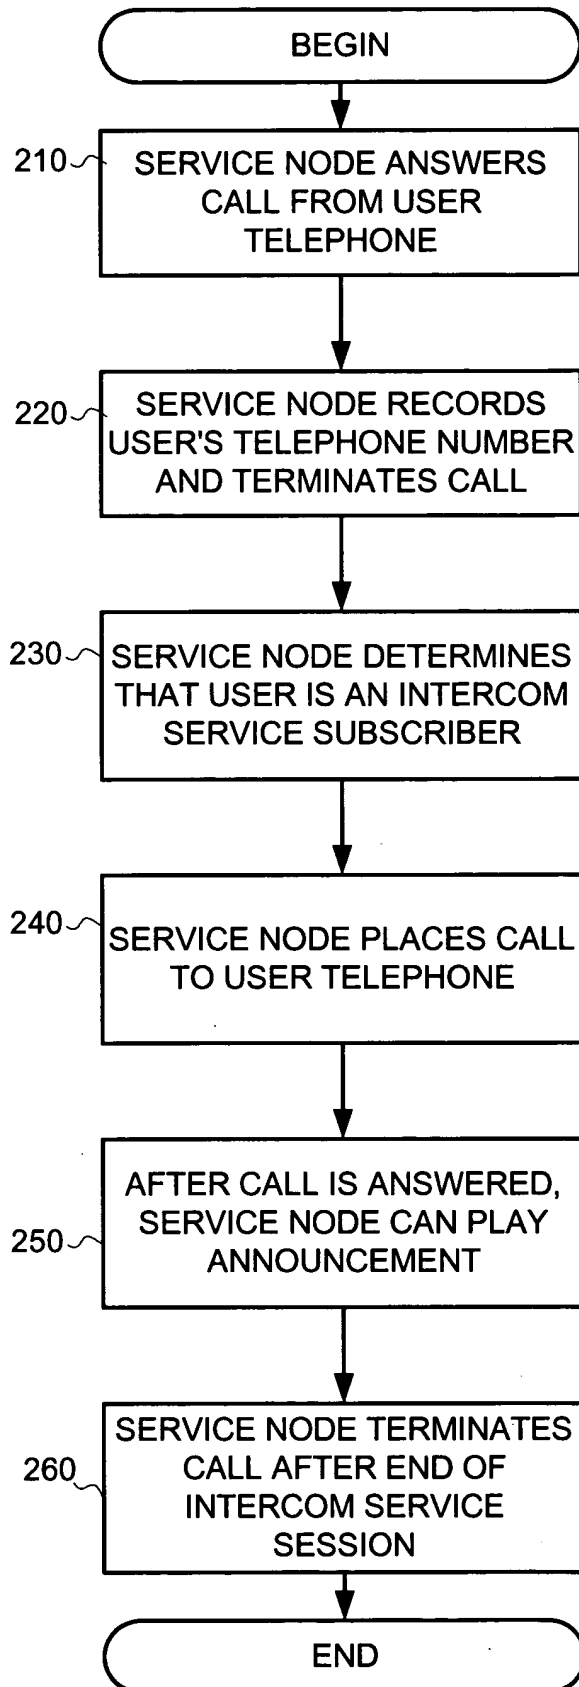 BEGIN
210
SERVICE NODE ANSWERS
CALL FROM USER
TELEPHONE
220
SERVICE NODE RECORDS
USER'S TELEPHONE NUMBER
AND TERMINATES CALL
230
SERVICE NODE DETERMINES
THAT USER IS AN INTERCOM
SERVICE SUBSCRIBER
240
SERVICE NODE PLACES CALL
TO USER TELEPHONE
250
AFTER CALL IS ANSWERED,
SERVICE NODE CAN PLAY
ANNOUNCEMENT
260
SERVICE NODE TERMINATES
CALL AFTER END OF
INTERCOM SERVICE
SESSION
END